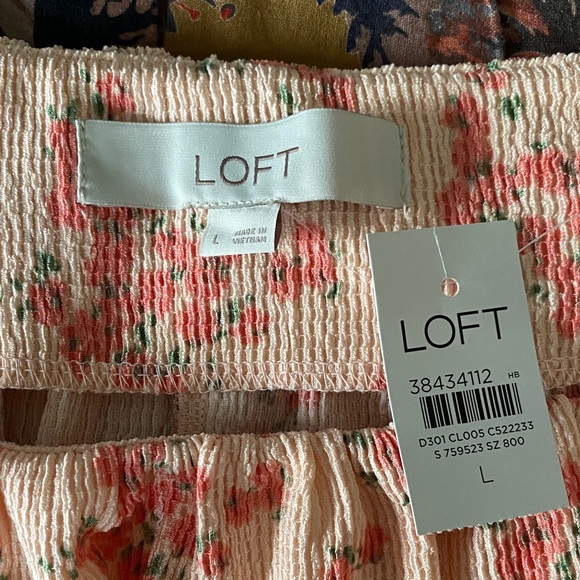 LOFT
L
MADE IN
VIETNAM
LOFT
38434112 HB
D301 CL005 C522233
S 759523 SZ 800
L